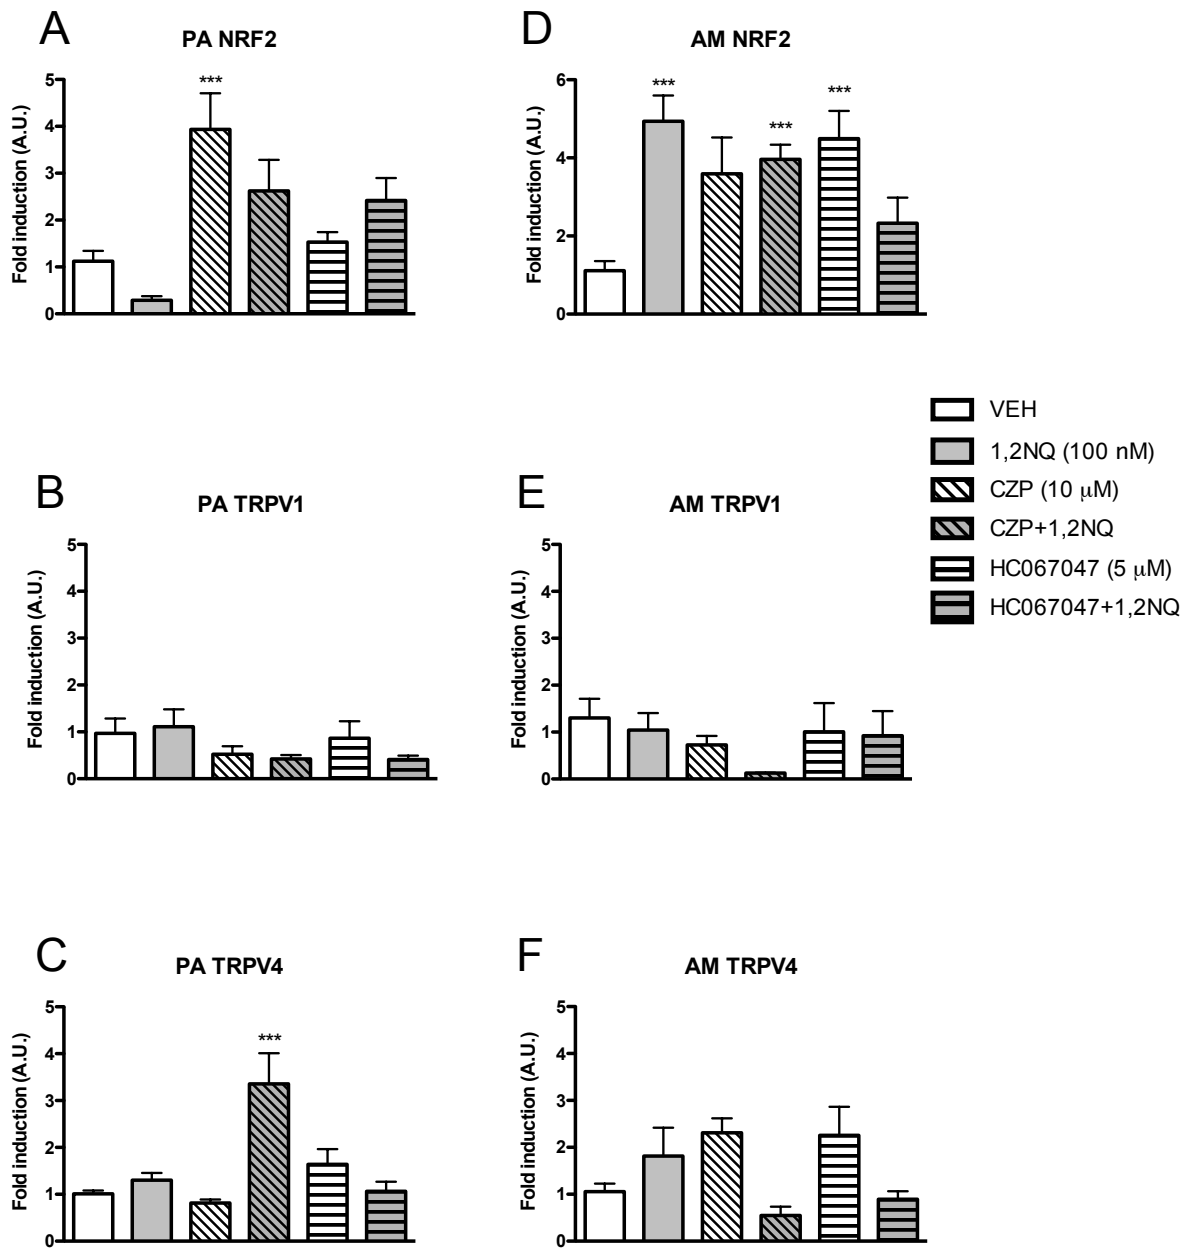 A
PA NRF2
Fold induction (A.U.)
5
4
3
2
1
0
***
D
AM NRF2
Fold induction (A.U.)
6
4
2
0
***
***
***
VEH
1,2NQ (100 nM)
CZP (10 μM)
CZP+1,2NQ
HC067047 (5 μM)
HC067047+1,2NQ
B
PA TRPV1
Fold induction (A.U.)
5
4
3
2
1
0
E
AM TRPV1
Fold induction (A.U.)
5
4
3
2
1
0
C
PA TRPV4
Fold induction (A.U.)
5
4
3
2
1
0
***
F
AM TRPV4
Fold induction (A.U.)
5
4
3
2
1
0